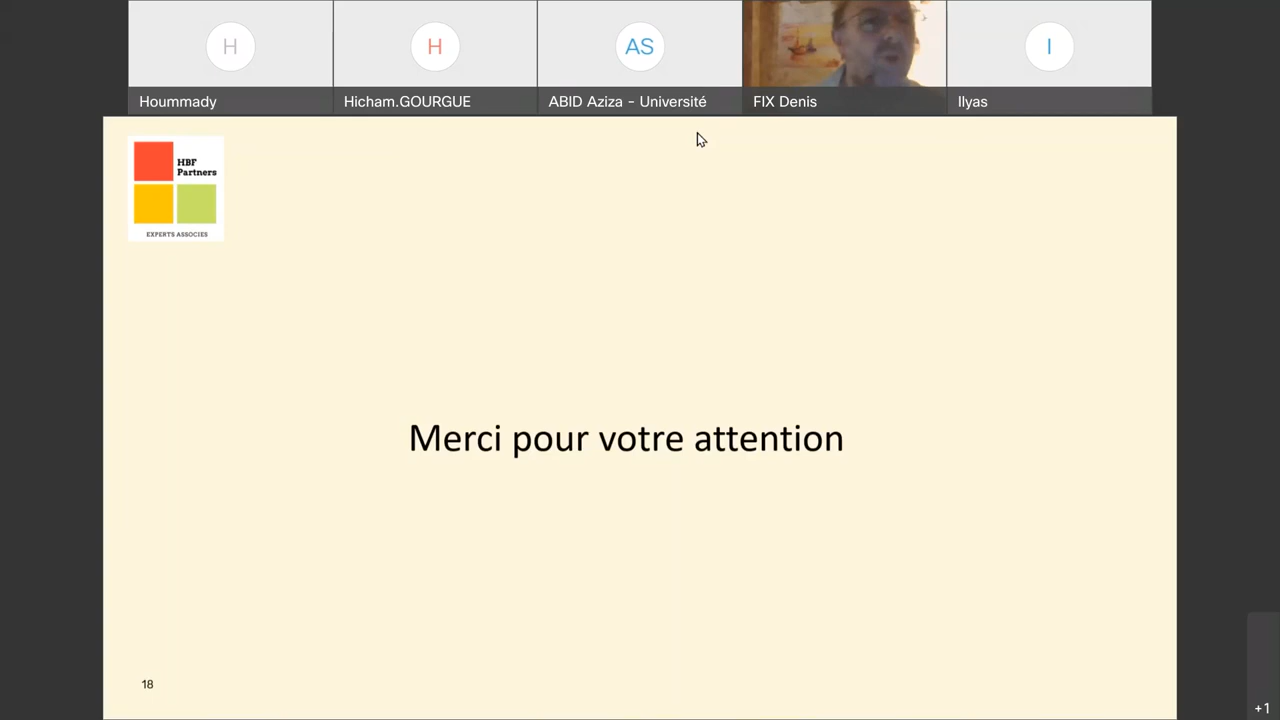 H
H
AS
I
Hoummady
Hicham.GOURGUE
ABID Aziza - Université
FIX Denis
Ilyas
HBF
Partners
EXPERTS ASSOCIES
Merci pour votre attention
18
+1